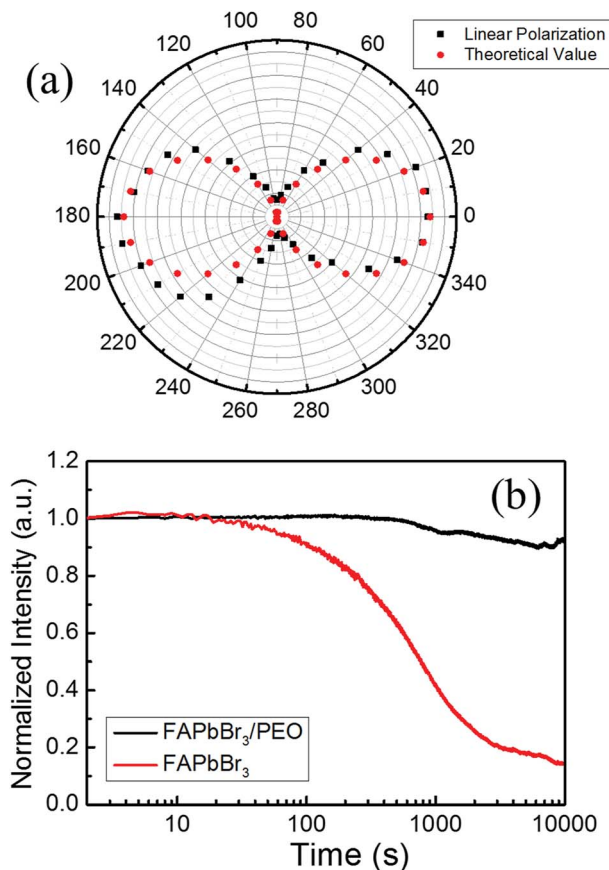 (a)
Linear Polarization
Theoretical Value
0
20
40
60
80
100
120
140
160
180
200
220
240
260
280
300
320
340
(b)
Normalized Intensity (a.u.)
1.2
1.0
0.8
0.6
0.4
0.2
0.0
FAPbBr₃/PEO
FAPbBr₃
10 100 1000 10000
Time (s)